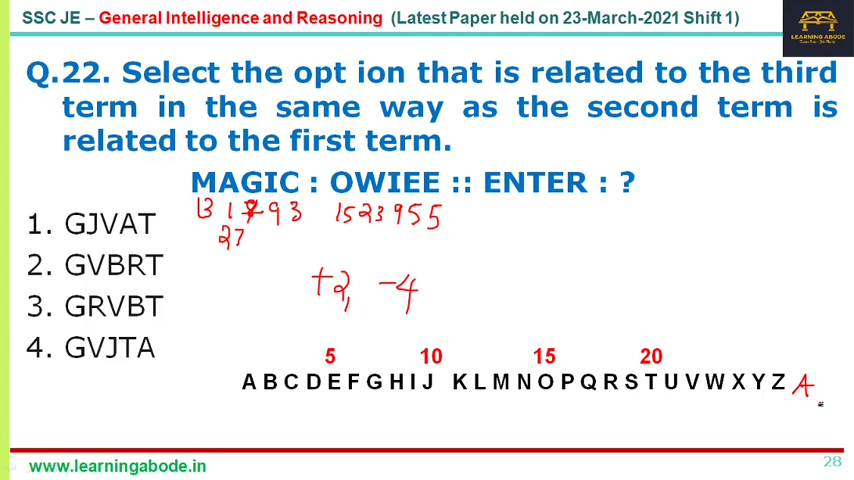 SSC JE – General Intelligence and Reasoning (Latest Paper held on 23-March-2021 Shift 1)
LEARNING ABODE
Q.22. Select the opt ion that is related to the third
term in the same way as the second term is
related to the first term.
MAGIC : OWIEE :: ENTER : ?
13 1 7 9 3 15 23 9 5 5
27
1. GJVAT
2. GVBRT
3. GRVBT
4. GVJTA
+2, -4
5 10 15 20
A B C D E F G H I J K L M N O P Q R S T U V W X Y Z A
www.learningabode.in
28